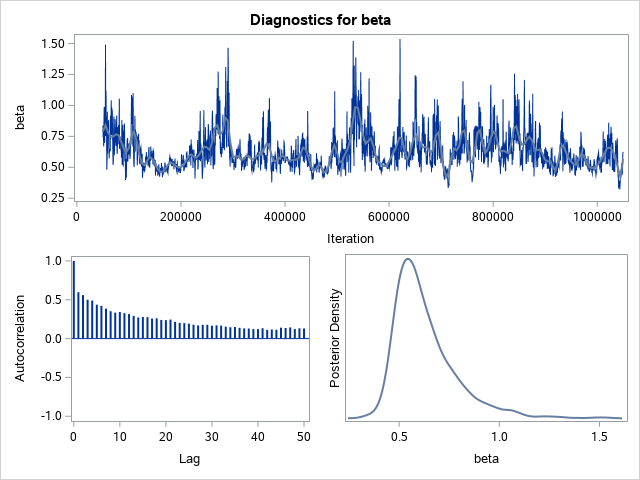 Diagnostics for beta
1.50
1.25
1.00
0.75
0.50
0.25
beta
0 200000 400000 600000 800000 1000000
Iteration
1.0
0.5
0.0
-0.5
-1.0
Autocorrelation
0 10 20 30 40 50
Lag
Posterior Density
0.5 1.0 1.5
beta